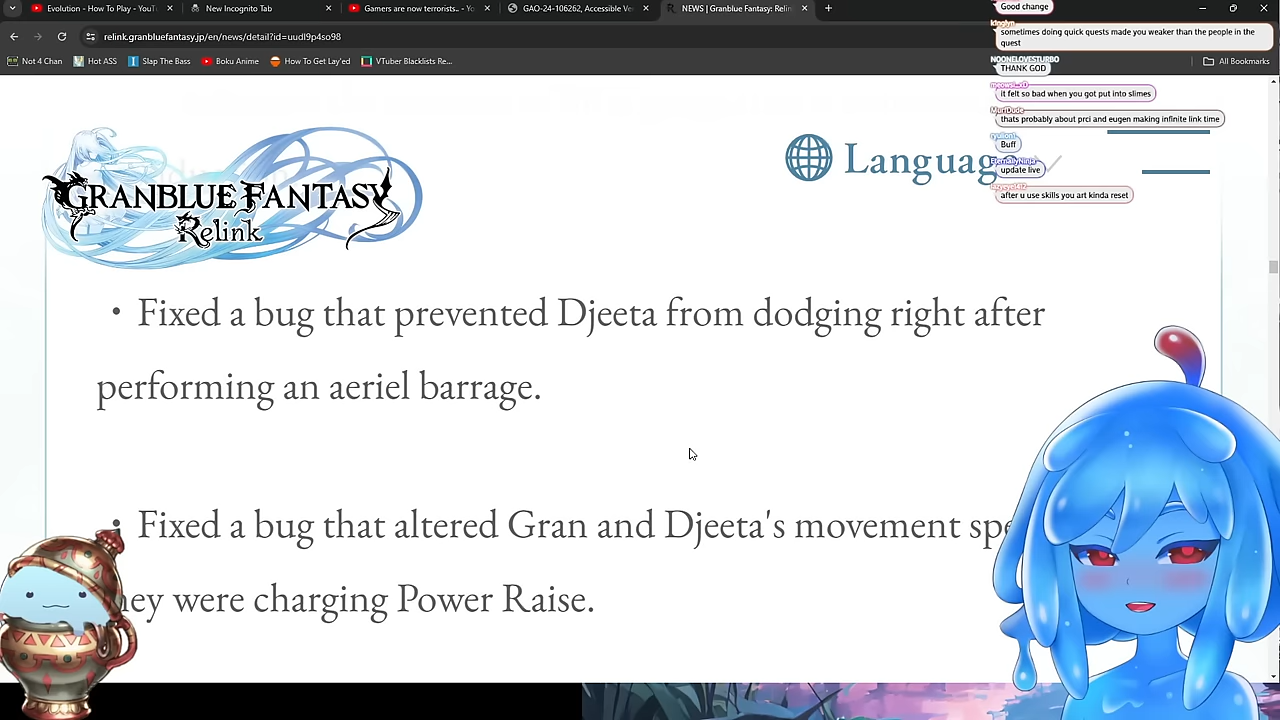 Evolution - How To Play - YouT
New Incognito Tab
Gamers are now terrorists.. - Yo
GAO-24-106262, Accessible Ve
NEWS | Granblue Fantasy: Relin
relink.granbluefantasy.jp/en/news/detail?id=uudl9p4so98
Not 4 Chan
Hot ASS
Slap The Bass
Boku Anime
How To Get Lay'ed
VTuber Blacklists Re...
All Bookmarks
Good change
sometimes doing quick quests made you weaker than the people in the
quest
NOONELOVESTURBO
THANK GOD
it felt so bad when you got put into slimes
MurfDude
thats probably about prci and eugen making infinite link time
Buff
update live
after u use skills you art kinda reset
GRANBLUE FANTASY
Relink
Languag
・Fixed a bug that prevented Djeeta from dodging right after
performing an aeriel barrage.
・Fixed a bug that altered Gran and Djeeta's movement spe
hey were charging Power Raise.